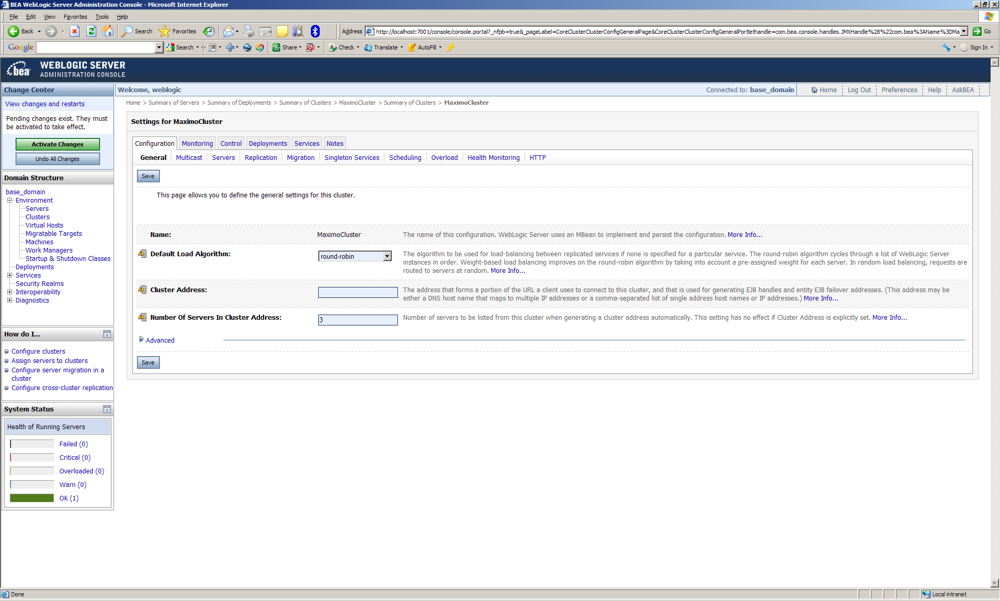 BEA WebLogic Server Administration Console - Microsoft Internet Explorer
File Edit View Favorites Tools Help
Back Search Favorites Address http://localhost:7001/console/console.portal?_nfpb=true&_pageLabel=CoreClusterClusterConfigGeneralPage&CoreClusterClusterConfigGeneralPortlethandle=com.bea.console.handles.JMXHandle%28%22com.bea%3AName%3DMa Go
Google Search Share Check Translate AutoFill Sign In
bea WEBLOGIC SERVER
ADMINISTRATION CONSOLE
Change Center
View changes and restarts
Pending changes exist. They must
be activated to take effect.
Activate Changes
Undo All Changes
Domain Structure
base_domain
Environment
Servers
Clusters
Virtual Hosts
Migratable Targets
Machines
Work Managers
Startup & Shutdown Classes
Deployments
Services
Security Realms
Interoperability
Diagnostics
How do I...
Configure clusters
Assign servers to clusters
Configure server migration in a
cluster
Configure cross-cluster replication
System Status
Health of Running Servers
Failed (0)
Critical (0)
Overloaded (0)
Warn (0)
OK (1)
Welcome, weblogic Connected to: base_domain Home Log Out Preferences Help AskBEA
Home > Summary of Servers > Summary of Deployments > Summary of Clusters > MaximoCluster > Summary of Clusters > MaximoCluster
Settings for MaximoCluster
Configuration Monitoring Control Deployments Services Notes
General Multicast Servers Replication Migration Singleton Services Scheduling Overload Health Monitoring HTTP
Save
This page allows you to define the general settings for this cluster.
Name: MaximoCluster The name of this configuration. WebLogic Server uses an MBean to implement and persist the configuration. More Info...
Default Load Algorithm: round-robin The algorithm to be used for load-balancing between replicated services if none is specified for a particular service. The round-robin algorithm cycles through a list of WebLogic Server
instances in order. Weight-based load balancing improves on the round-robin algorithm by taking into account a pre-assigned weight for each server. In random load balancing, requests are
routed to servers at random. More Info...
Cluster Address: The address that forms a portion of the URL a client uses to connect to this cluster, and that is used for generating EJB handles and entity EJB failover addresses. (This address may be
either a DNS host name that maps to multiple IP addresses or a comma-separated list of single address host names or IP addresses.) More Info...
Number Of Servers In Cluster Address: 3 Number of servers to be listed from this cluster when generating a cluster address automatically. This setting has no effect if Cluster Address is explicitly set. More Info...
Advanced
Save
Done Local intranet